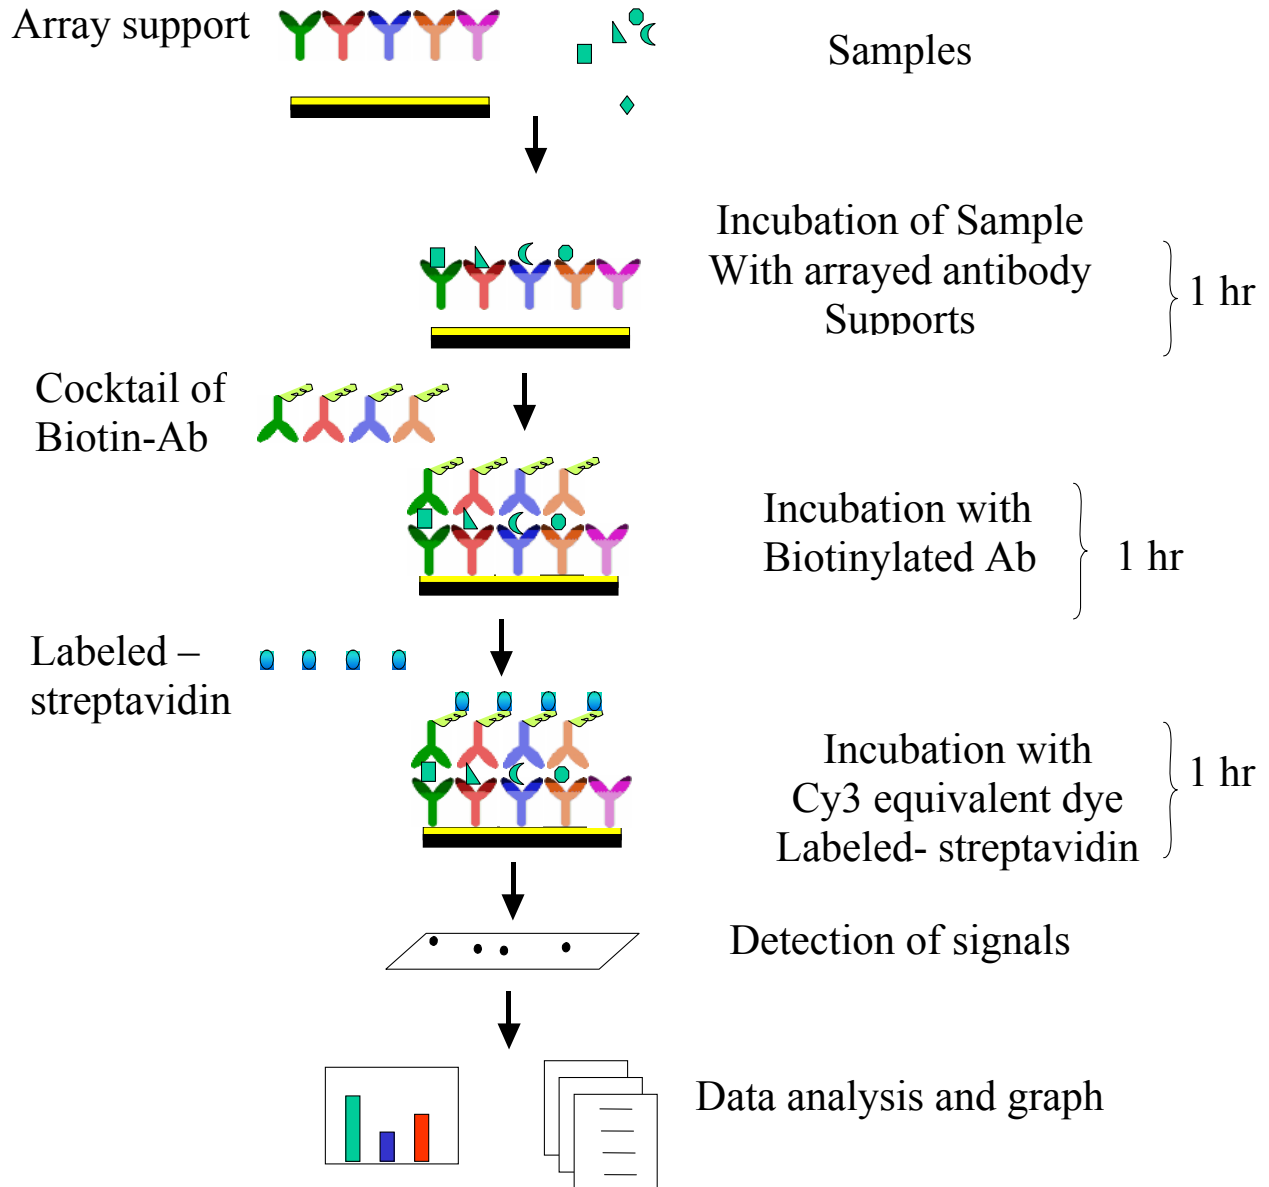 Array support
Samples
Incubation of Sample
With arrayed antibody
Supports
1 hr
Cocktail of
Biotin-Ab
Incubation with
Biotinylated Ab
1 hr
Labeled –
streptavidin
Incubation with
Cy3 equivalent dye
Labeled- streptavidin
1 hr
Detection of signals
Data analysis and graph